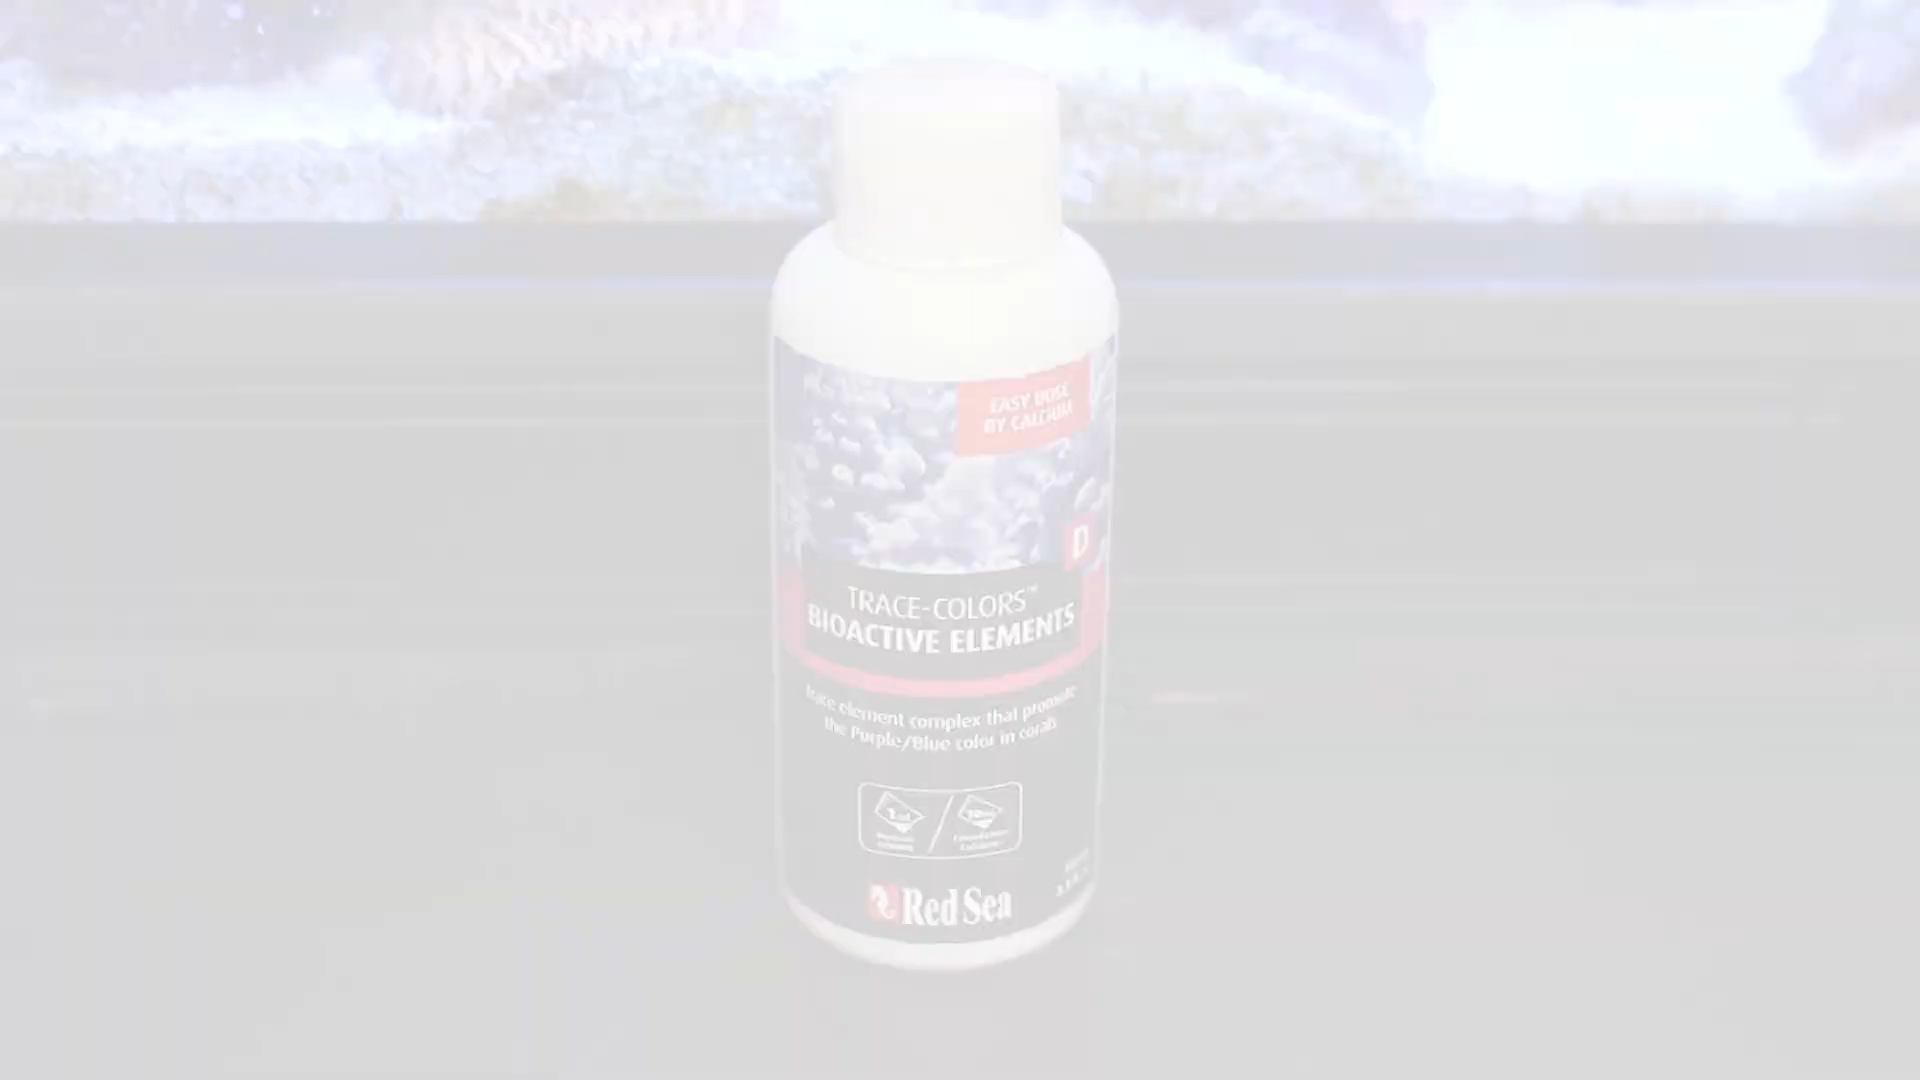 EASY DOSE
BY CALCIUM
D
TRACE-COLORS™
BIOACTIVE ELEMENTS
Trace element complex that promote
the Purple/Blue color in corals
1ml
Red Sea